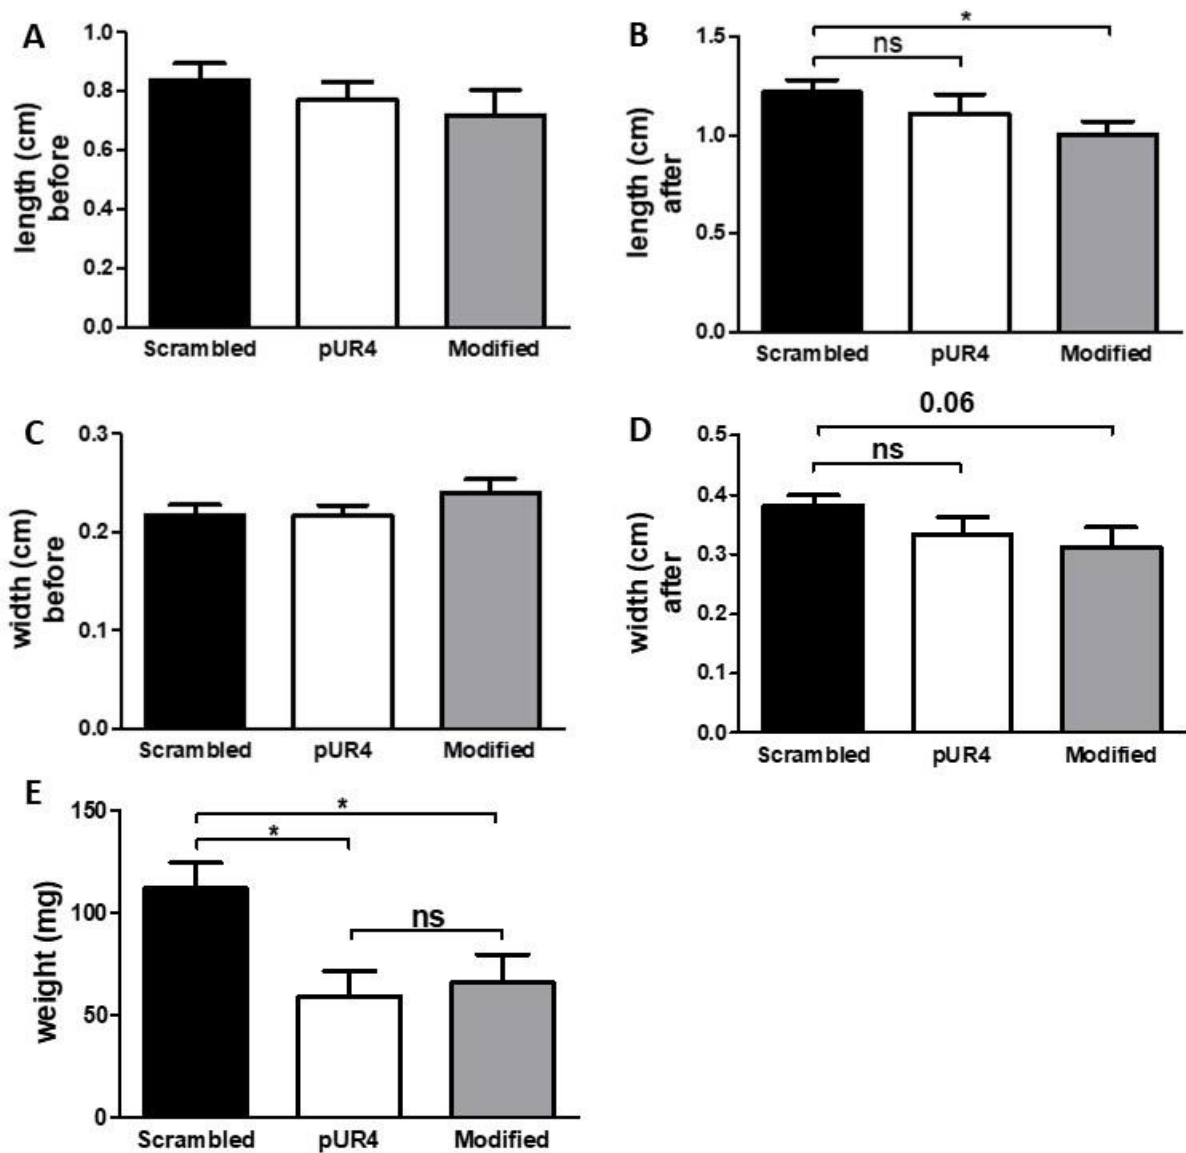 A
length (cm)
before
1.0
0.8
0.6
0.4
0.2
0.0
Scrambled
pUR4
Modified
B
length (cm)
after
1.5
1.0
0.5
0.0
*
ns
Scrambled
pUR4
Modified
C
width (cm)
before
0.3
0.2
0.1
0.0
Scrambled
pUR4
Modified
D
width (cm)
after
0.5
0.4
0.3
0.2
0.1
0.0
0.06
ns
Scrambled
pUR4
Modified
E
weight (mg)
150
100
50
0
*
*
ns
Scrambled
pUR4
Modified